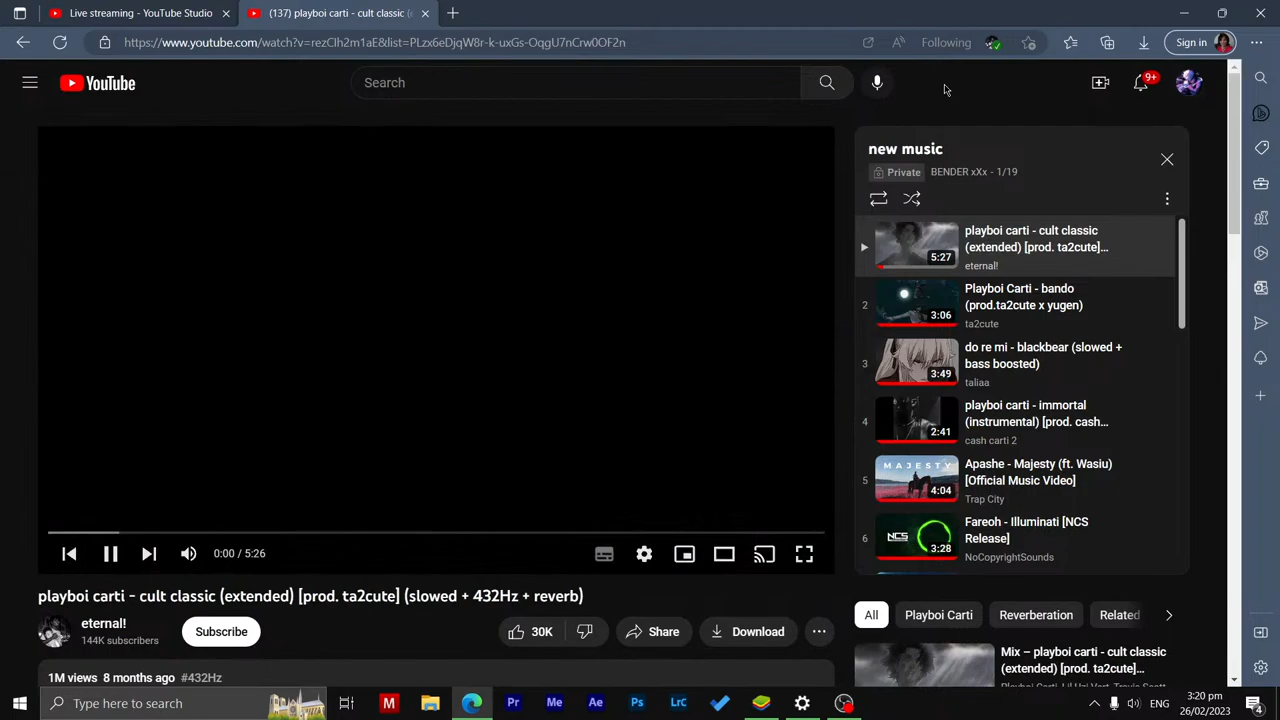 Live streaming - YouTube Studio
(137) playboi carti - cult classic (
https://www.youtube.com/watch?v=rezClh2m1aE&list=PLzx6eDjqW8r-k-uxGs-OqgU7nCrw0OF2n
Following
Sign in
YouTube
Search
9+
new music
Private
BENDER xXx - 1/19
playboi carti - cult classic
(extended) [prod. ta2cute]...
eternal!
5:27
2
Playboi Carti - bando
(prod.ta2cute x yugen)
ta2cute
3:06
3
do re mi - blackbear (slowed +
bass boosted)
taliaa
3:49
4
playboi carti - immortal
(instrumental) [prod. cash...
cash carti 2
2:41
5
MAJESTY
Apashe - Majesty (ft. Wasiu)
[Official Music Video]
Trap City
4:04
6
NCS
Fareoh - Illuminati [NCS
Release]
NoCopyrightSounds
3:28
0:00 / 5:26
playboi carti - cult classic (extended) [prod. ta2cute] (slowed + 432Hz + reverb)
eternal!
144K subscribers
Subscribe
30K
Share
Download
All
Playboi Carti
Reverberation
Related
Mix – playboi carti - cult classic
(extended) [prod. ta2cute]...
1M views 8 months ago #432Hz
Type here to search
M
Pr
Me
Ae
Ps
LrC
ENG
3:20 pm
26/02/2023
4